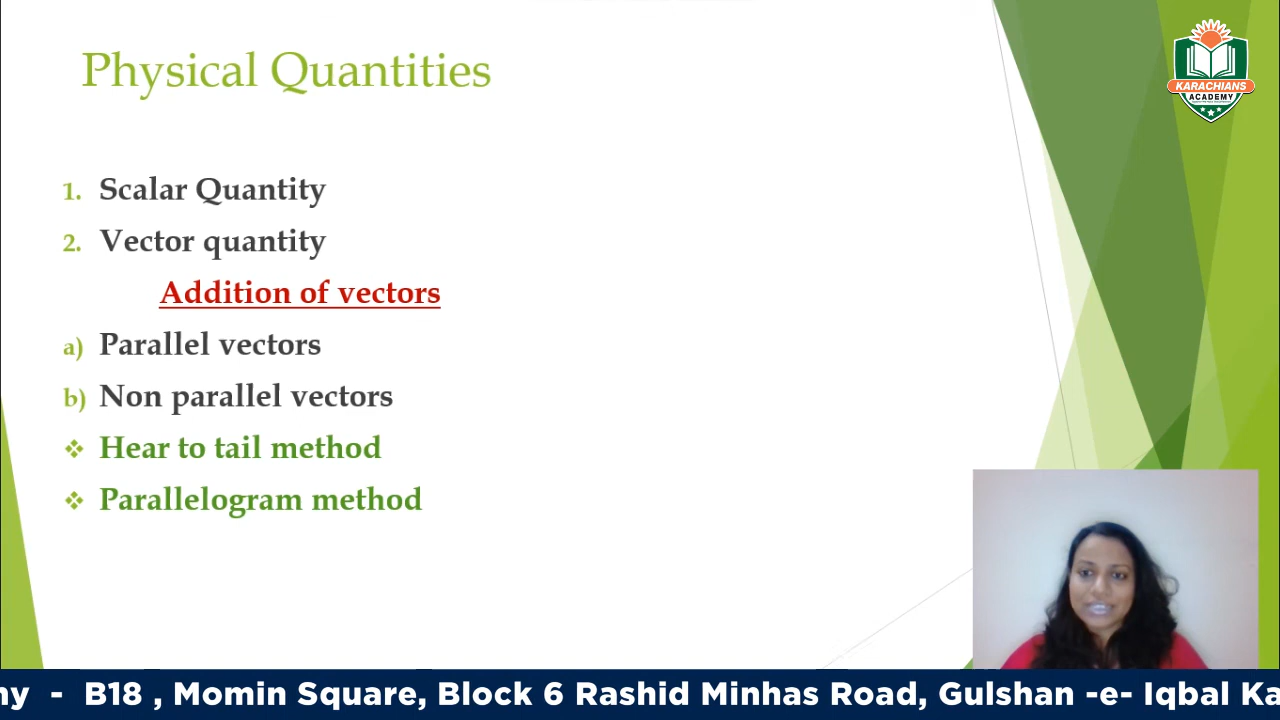 Physical Quantities
KARACHIANS
ACADEMY
1. Scalar Quantity
2. Vector quantity
Addition of vectors
a) Parallel vectors
b) Non parallel vectors
❖ Hear to tail method
❖ Parallelogram method
ny - B18 , Momin Square, Block 6 Rashid Minhas Road, Gulshan -e- Iqbal Ka